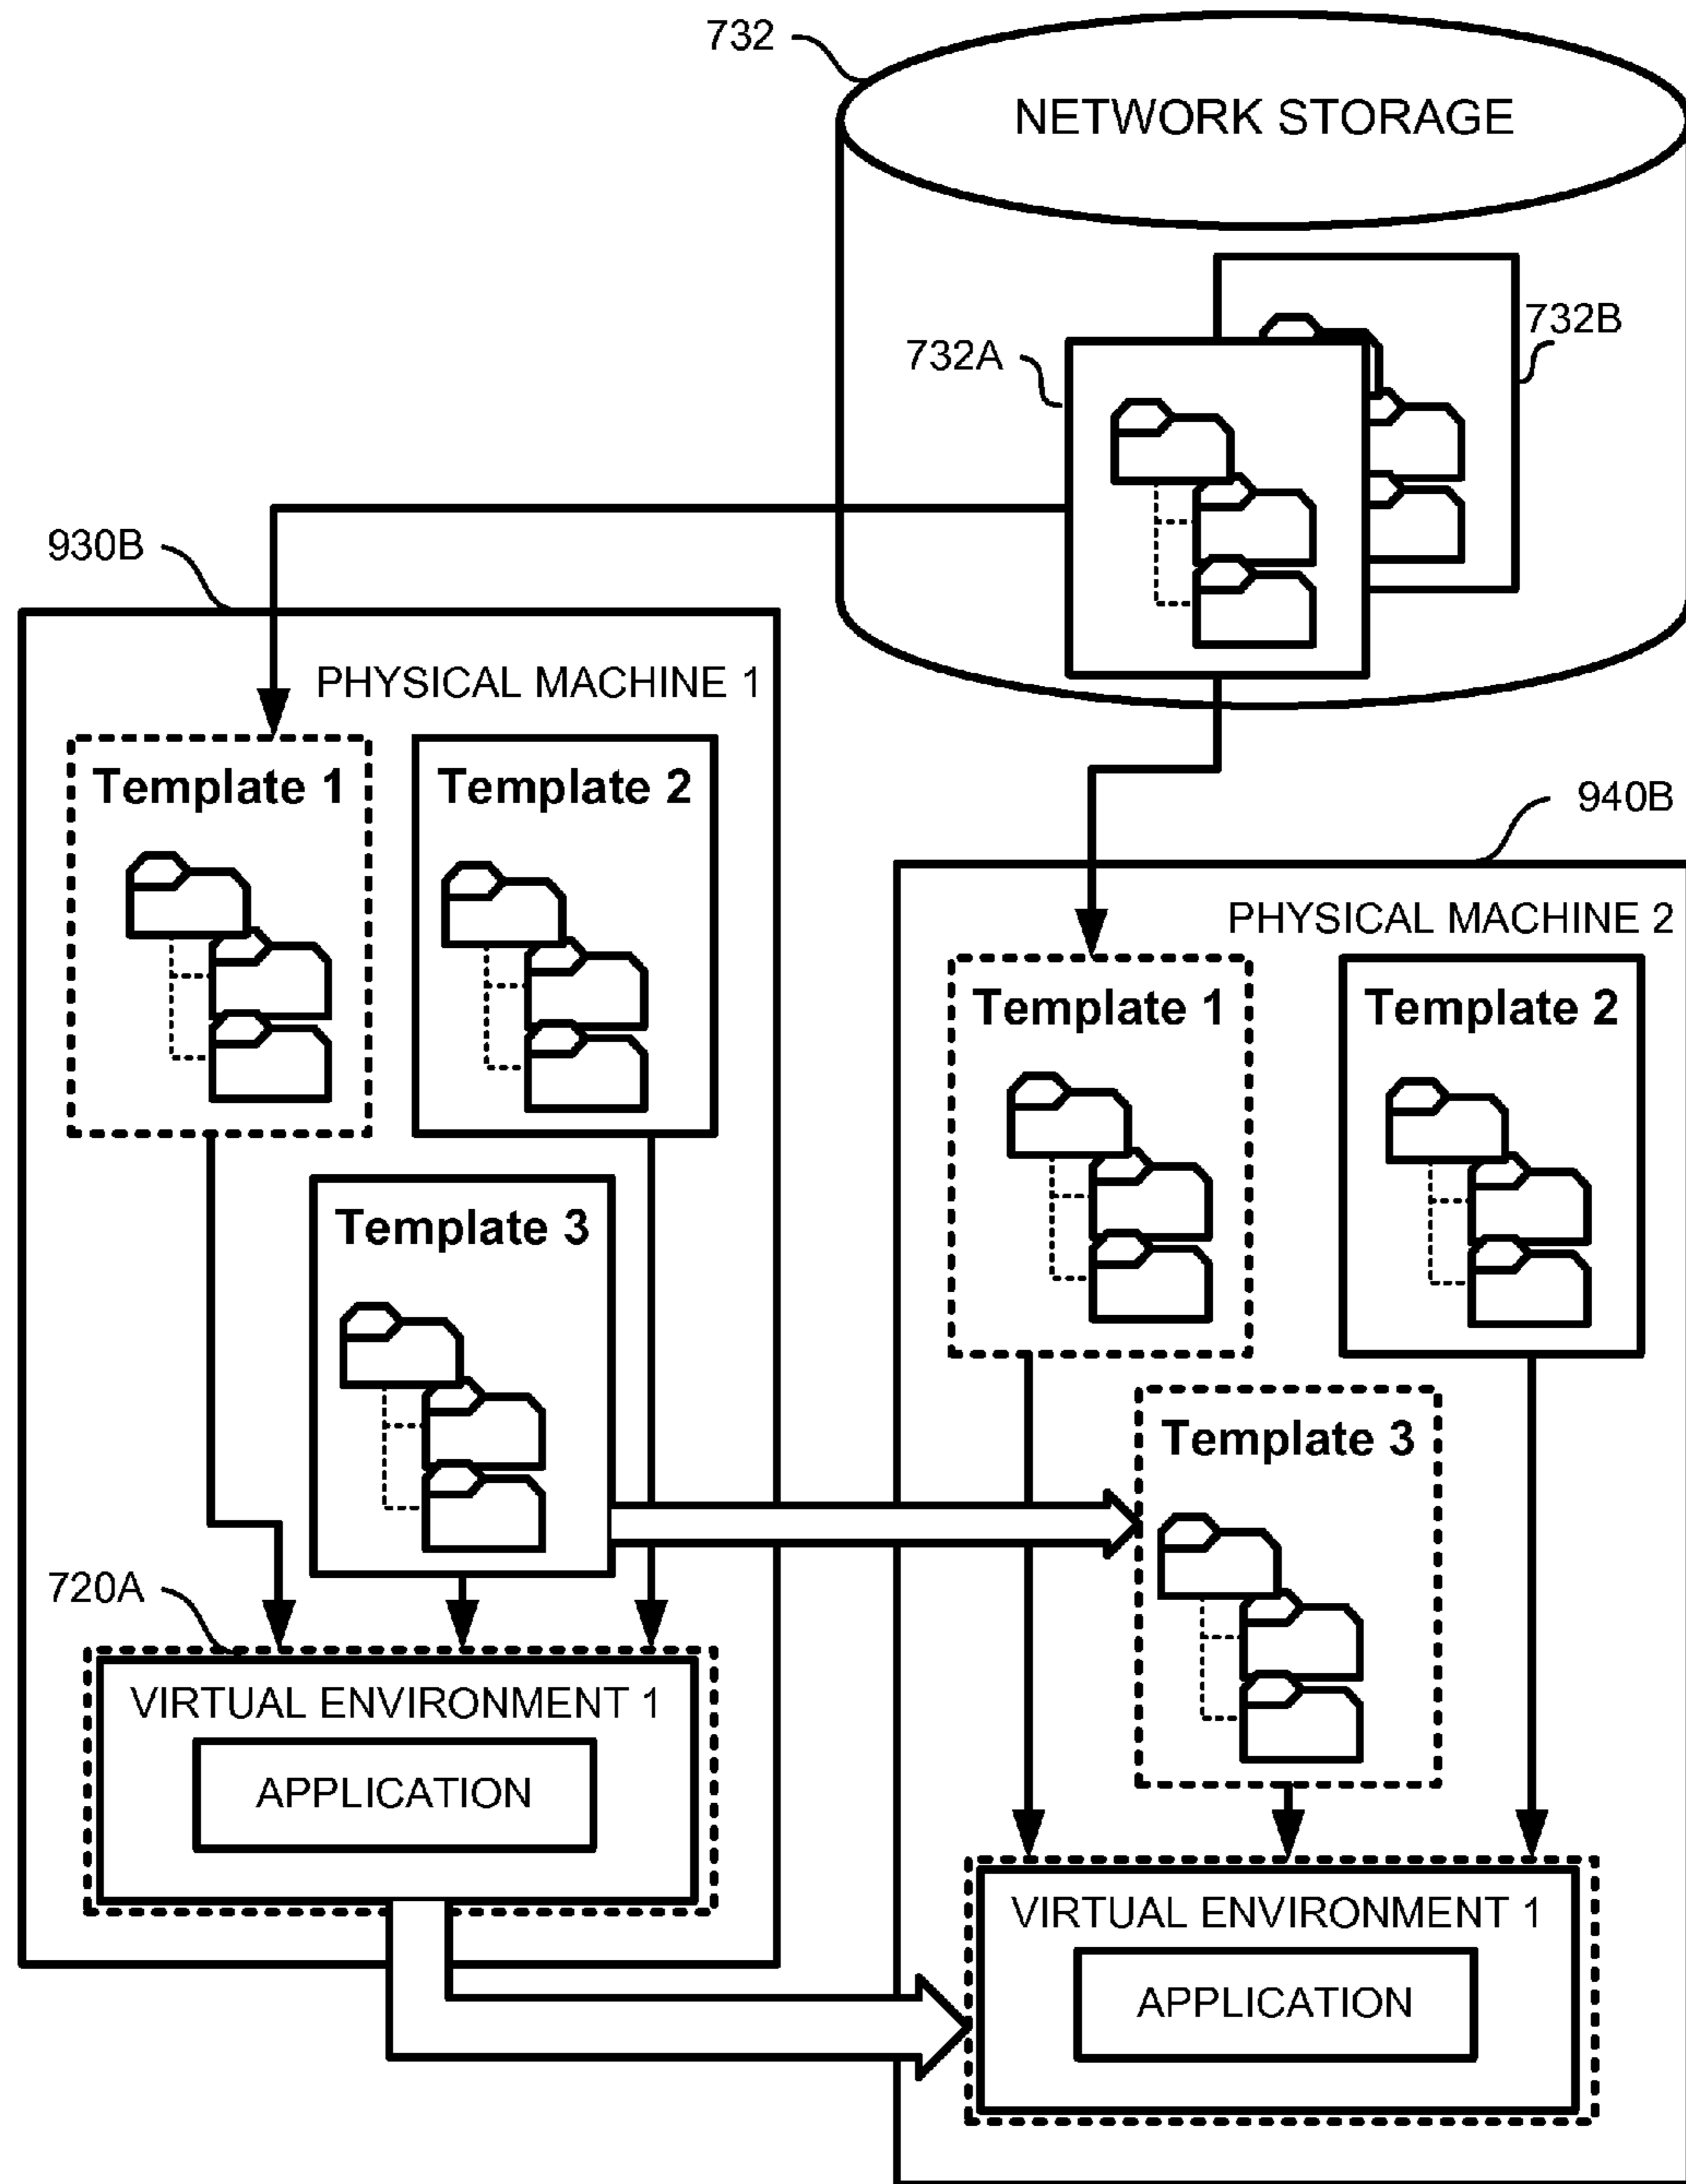 732
NETWORK STORAGE
732B
732A
930B
PHYSICAL MACHINE 1
Template 1
Template 2
940B
PHYSICAL MACHINE 2
Template 1
Template 2
Template 3
Template 3
720A
VIRTUAL ENVIRONMENT 1
APPLICATION
VIRTUAL ENVIRONMENT 1
APPLICATION